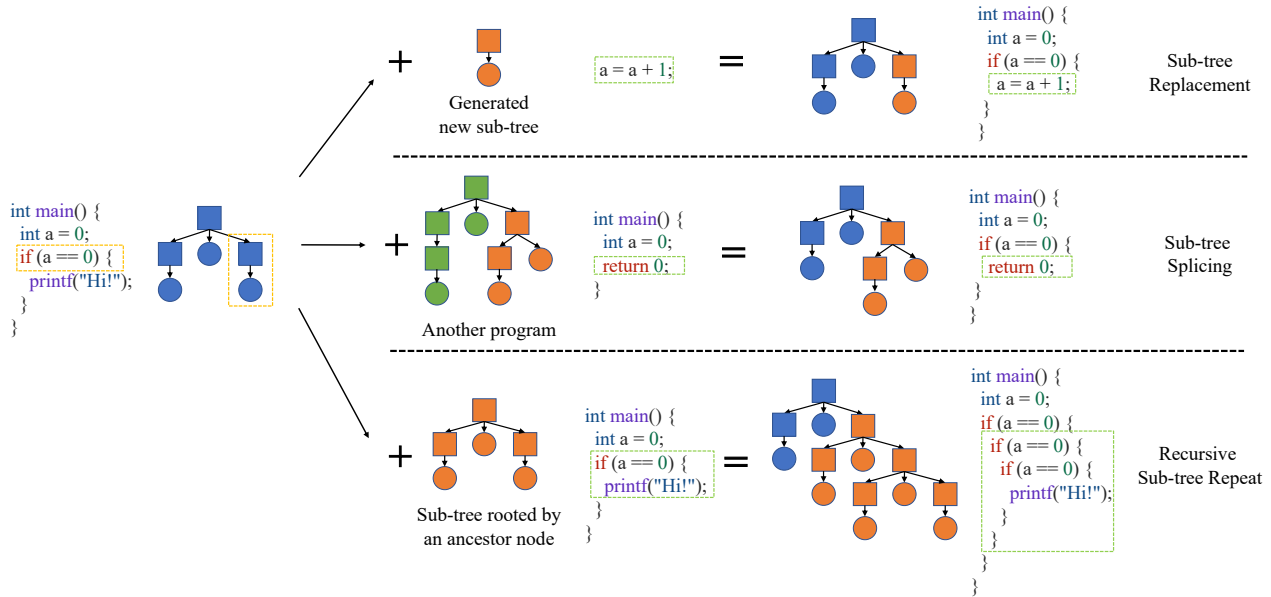 int main() {
int a = 0;
if (a == 0) {
printf("Hi!");
}
}
+
Generated
new sub-tree
a = a + 1;
=
int main() {
int a = 0;
if (a == 0) {
a = a + 1;
}
}
Sub-tree
Replacement
+
Another program
int main() {
int a = 0;
return 0;
}
=
int main() {
int a = 0;
if (a == 0) {
return 0;
}
}
Sub-tree
Splicing
+
Sub-tree rooted by
an ancestor node
int main() {
int a = 0;
if (a == 0) {
printf("Hi!");
}
}
=
int main() {
int a = 0;
if (a == 0) {
if (a == 0) {
if (a == 0) {
printf("Hi!");
}
}
}
}
Recursive
Sub-tree Repeat